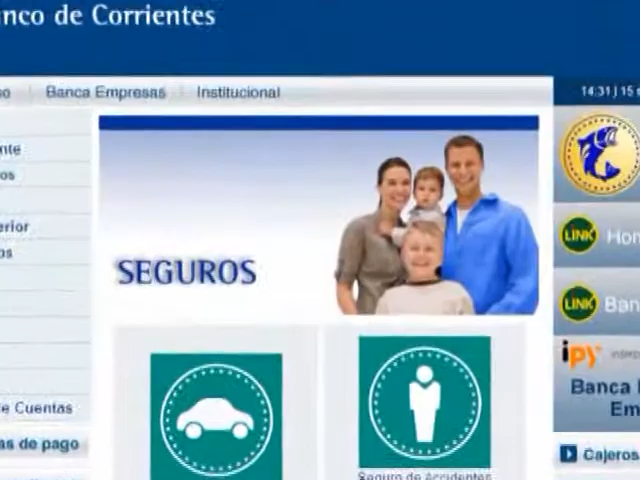 nco de Corrientes
Banca Empresas
Institucional
14:31 | 15
nte
os
erior
os
SEGUROS
LINK
Hom
LINK
Ban
ipy
Banca
Em
e Cuentas
as de pago
Cajeros
Seguro de Accidentes